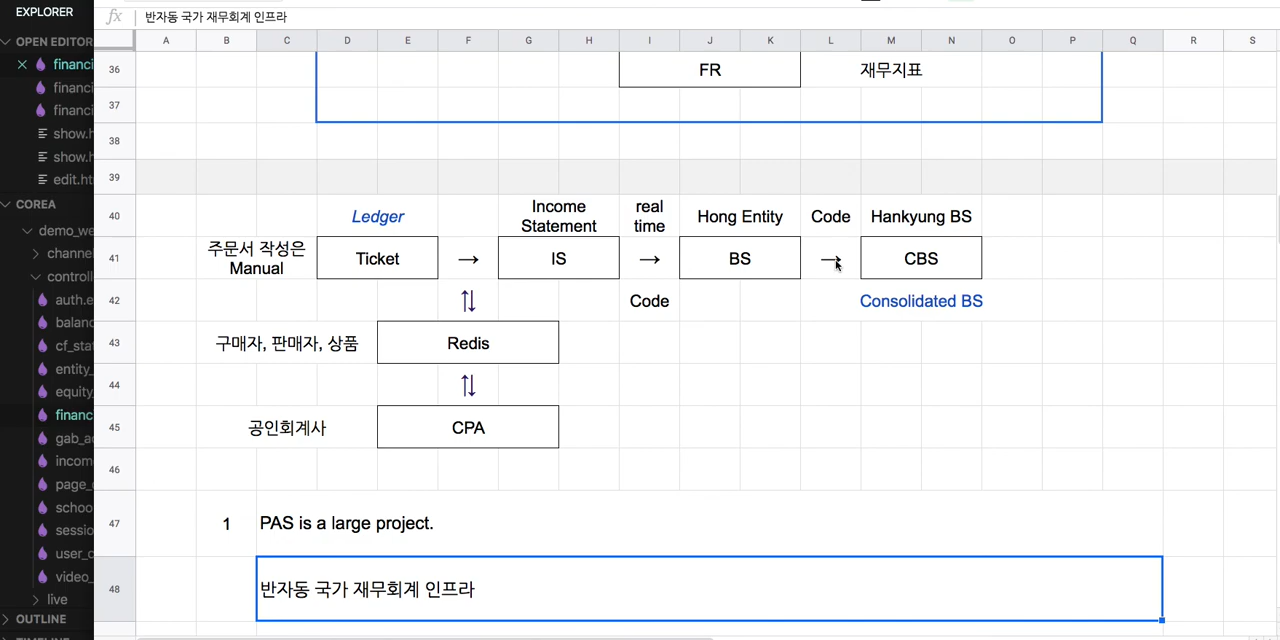 EXPLORER
fx
반자동 국가 재무회계 인프라
OPEN EDITOR
A B C D E F G H I J K L M N O P Q R S
financi
financi
financi
show.h
show.h
edit.ht
COREA
demo_we
channe
controll
auth.e
balanc
cf_sta
entity_
equity_
financ
gab_a
incom
page_
schoo
sessio
user_c
video_
live
OUTLINE
36
FR
재무지표
37
38
39
40
Ledger
Income
Statement
real
time
Hong Entity
Code
Hankyung BS
41
주문서 작성은
Manual
Ticket
→
IS
→
BS
→
CBS
42
⇅
Code
Consolidated BS
43
구매자, 판매자, 상품
Redis
44
⇅
45
공인회계사
CPA
46
47
1
PAS is a large project.
48
반자동 국가 재무회계 인프라